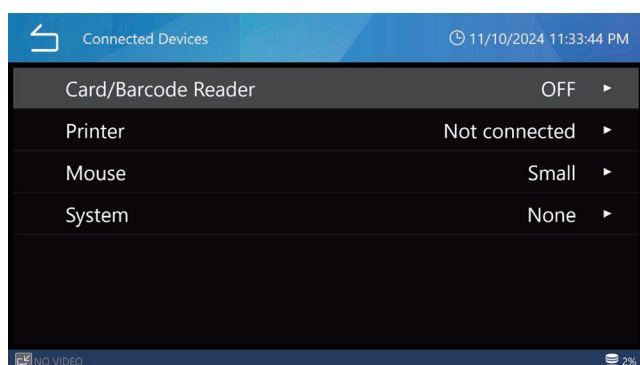 Connected Devices 11/10/2024 11:33:44 PM
Card/Barcode Reader OFF
Printer Not connected
Mouse Small
System None
NO VIDEO 2%